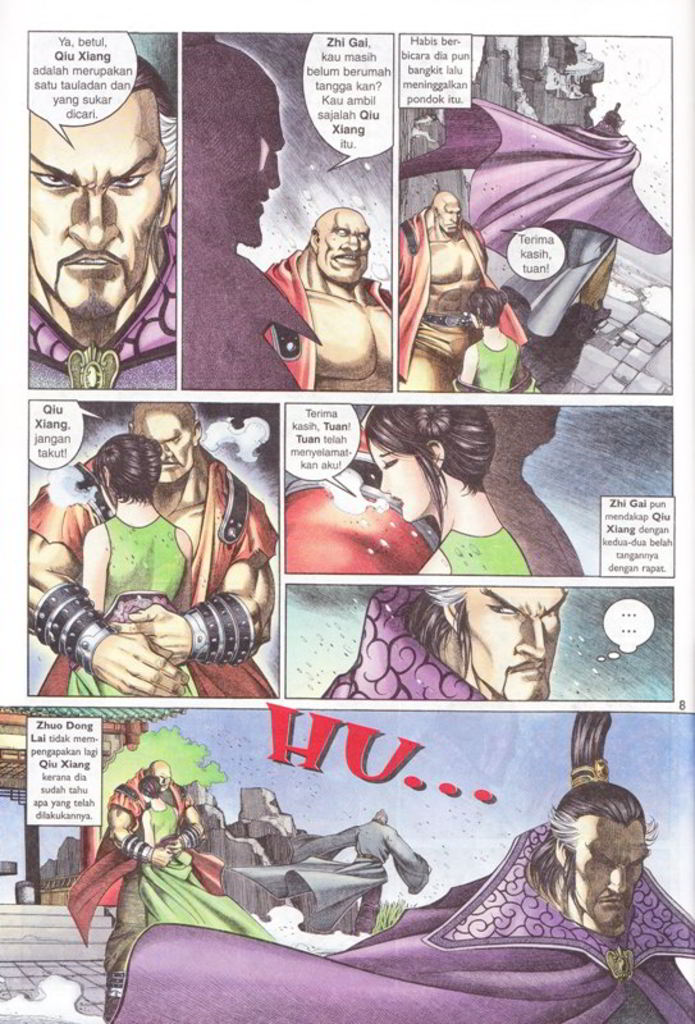 Ya, betul,
Qiu Xiang
adalah merupakan
satu tauladan dan
yang sukar
dicari.
Zhi Gai,
kau masih
belum berumah
tangga kan?
Kau ambil
sajalah Qiu
Xiang
itu.
Habis ber-
bicara dia pun
bangkit lalu
meninggalkan
pondok itu.
Terima
kasih,
tuan!
Qiu
Xiang,
jangan
takut!
Terima
kasih, Tuan!
Tuan telah
menyelamat-
kan aku!
Zhi Gai pun
mendakap Qiu
Xiang dengan
kedua-dua belah
tangannya
dengan rapat.
...
...
8
Zhuo Dong
Lai tidak mem-
pengapakan lagi
Qiu Xiang
kerana dia
sudah tahu
apa yang telah
dilakukannya.
HU...